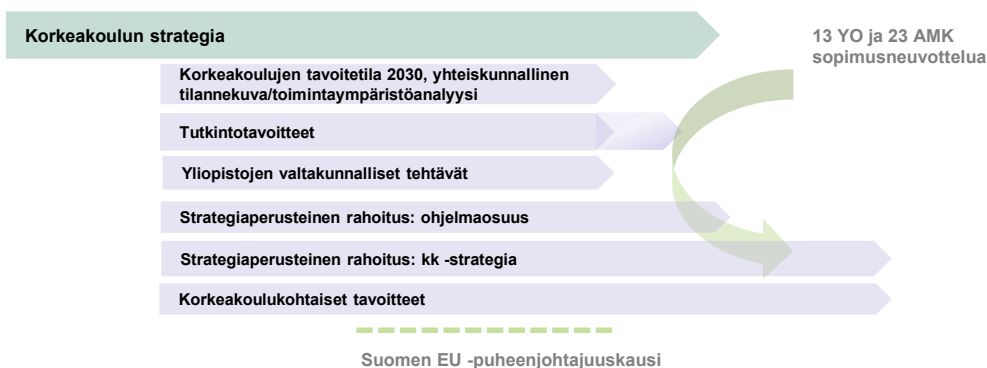 Korkeakoulun strategia
13 YO ja 23 AMK
sopimusneuvottelua
Korkeakoulujen tavoitetila 2030, yhteiskunnallinen
tilannekuva/toimintaympäristöanalyysi
Tutkintotavoitteet
Yliopistojen valtakunnalliset tehtävät
Strategiaperusteinen rahoitus: ohjelmaosuus
Strategiaperusteinen rahoitus: kk -strategia
Korkeakoulukohtaiset tavoitteet
Suomen EU -puheenjohtajuuskausi